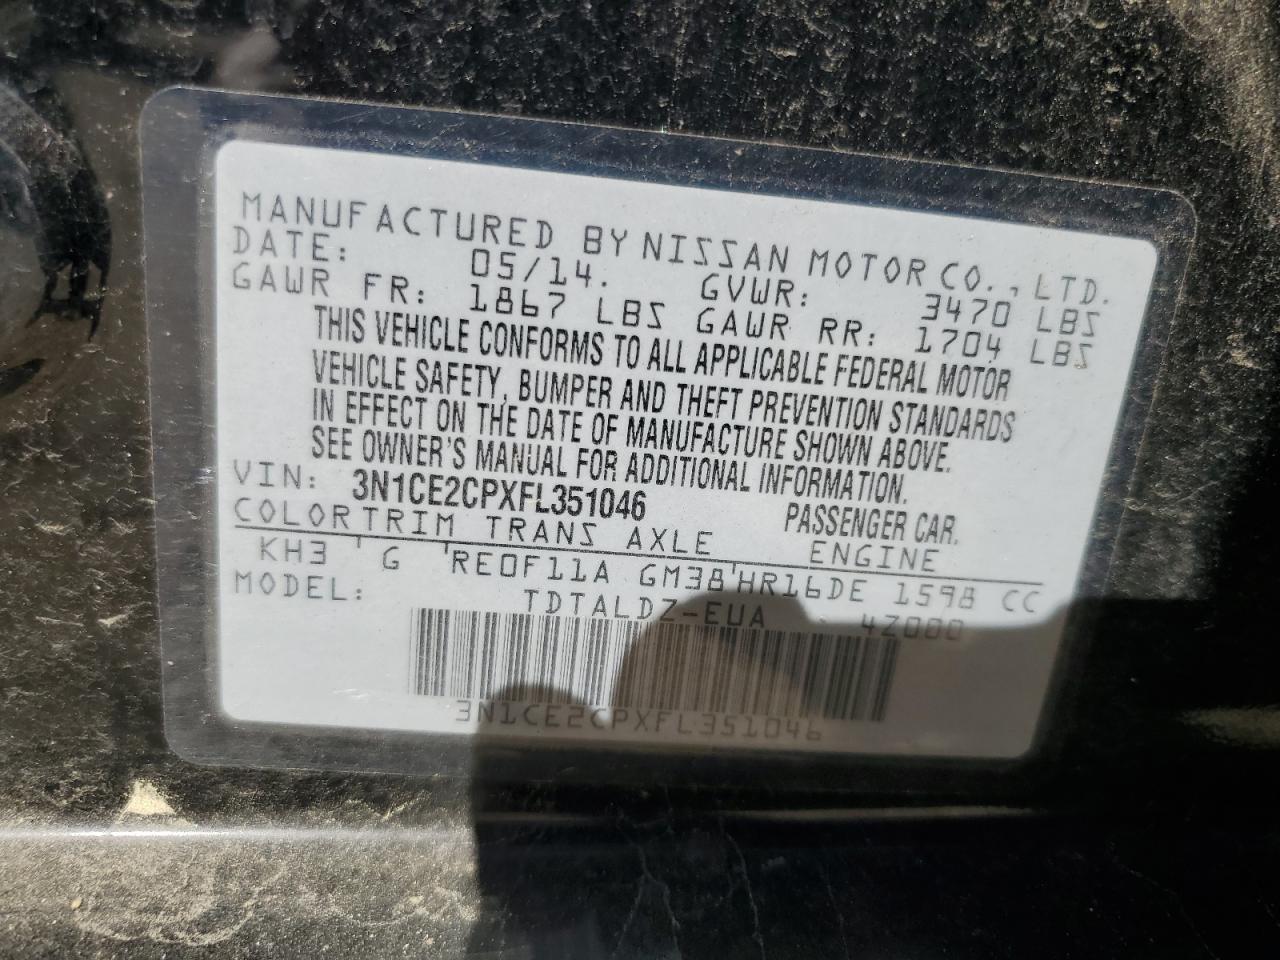 MANUFACTURED BY NISSAN MOTOR CO., LTD.
DATE: 05/14. GVWR: 3470 LBS
GAWR FR: 1867 LBS GAWR RR: 1704 LBS
THIS VEHICLE CONFORMS TO ALL APPLICABLE FEDERAL MOTOR
VEHICLE SAFETY, BUMPER AND THEFT PREVENTION STANDARDS
IN EFFECT ON THE DATE OF MANUFACTURE SHOWN ABOVE.
SEE OWNER'S MANUAL FOR ADDITIONAL INFORMATION.
VIN: 3N1CE2CPXFL351046 PASSENGER CAR.
COLOR TRIM TRANS AXLE ENGINE
KH3 G RE0F11A GM38 HR16DE 1598 CC
MODEL: TDTALDZ-EUA 4Z000
3N1CE2CPXFL351046